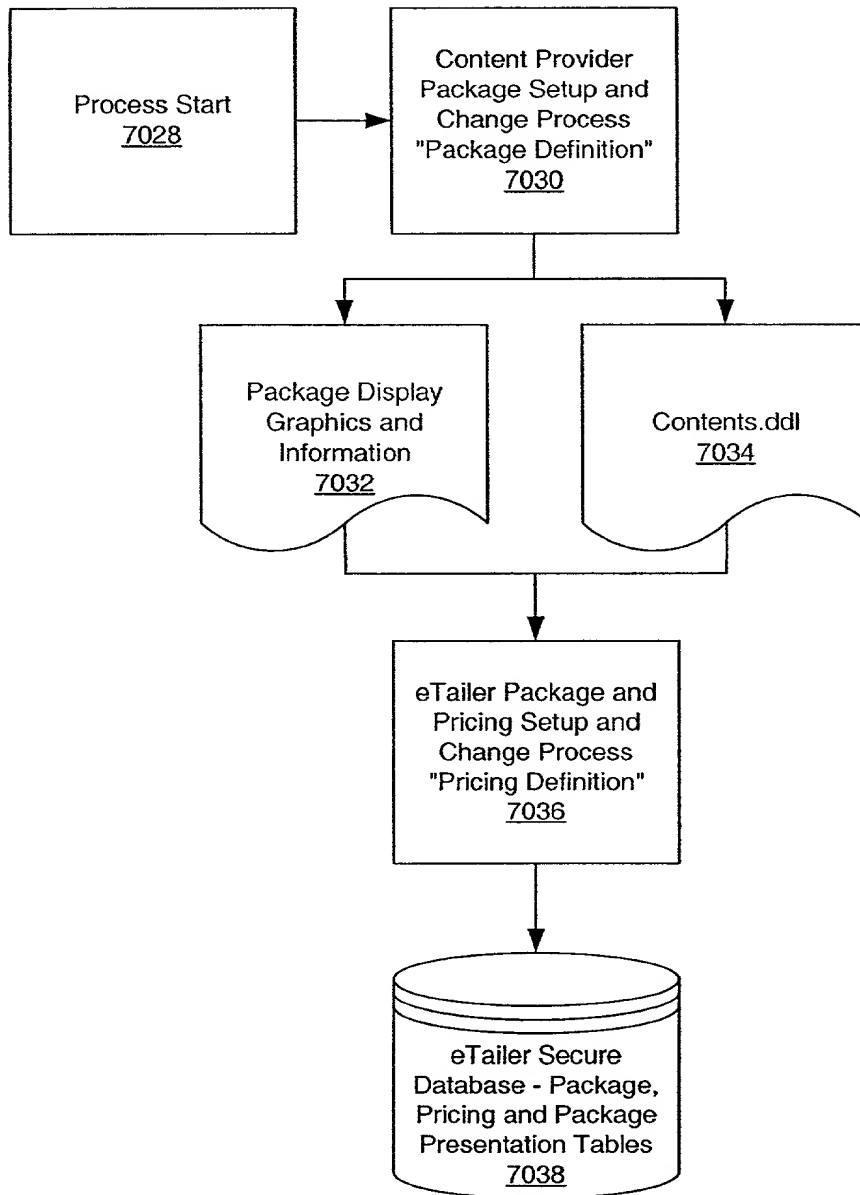 Process Start
7028
Content Provider
Package Setup and
Change Process
"Package Definition"
7030
Package Display
Graphics and
Information
7032
Contents.ddl
7034
eTailer Package and
Pricing Setup and
Change Process
"Pricing Definition"
7036
eTailer Secure
Database - Package,
Pricing and Package
Presentation Tables
7038